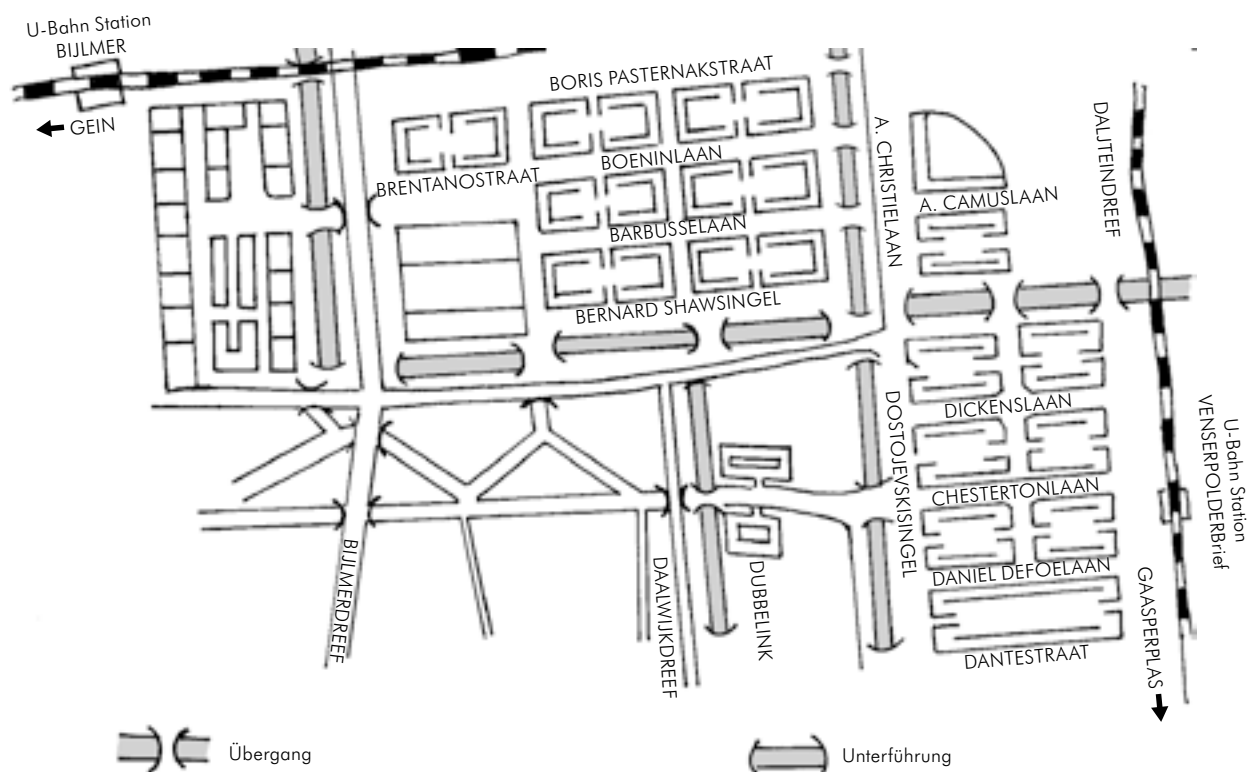 U-Bahn Station
BIJLMER
GEIN
BORIS PASTERNAKSTRAAT
BOENINLAAN
BRENTANOSTRAAT
BARBUSSELAAN
BERNARD SHAWSINGEL
A. CHRISTIELAAN
A. CAMUSLAAN
DALJTEINDREEF
DICKENSLAAN
DOSTOJEVSKISINGEL
CHESTERTONLAAN
U-Bahn Station
VENSERPOLDERBrief
DANIEL DEFOELAAN
DANTESTRAAT
GAASPERPLAS
BIJLMERDREEF
DAALWIJKDREEF
DUBBELINK
Übergang
Unterführung